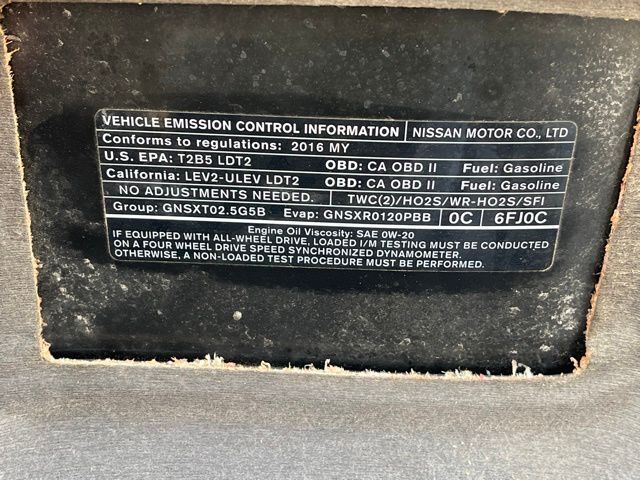 VEHICLE EMISSION CONTROL INFORMATION NISSAN MOTOR CO., LTD
Conforms to regulations: 2016 MY
U.S. EPA: T2B5 LDT2 OBD: CA OBD II Fuel: Gasoline
California: LEV2-ULEV LDT2 OBD: CA OBD II Fuel: Gasoline
NO ADJUSTMENTS NEEDED. TWC(2)/HO2S/WR-HO2S/SFI
Group: GNSXT02.5G5B Evap: GNSXR0120PBB 0C 6FJ0C
Engine Oil Viscosity: SAE 0W-20
IF EQUIPPED WITH ALL-WHEEL DRIVE, LOADED I/M TESTING MUST BE CONDUCTED
ON A FOUR WHEEL DRIVE SPEED SYNCHRONIZED DYNAMOMETER.
OTHERWISE, A NON-LOADED TEST PROCEDURE MUST BE PERFORMED.